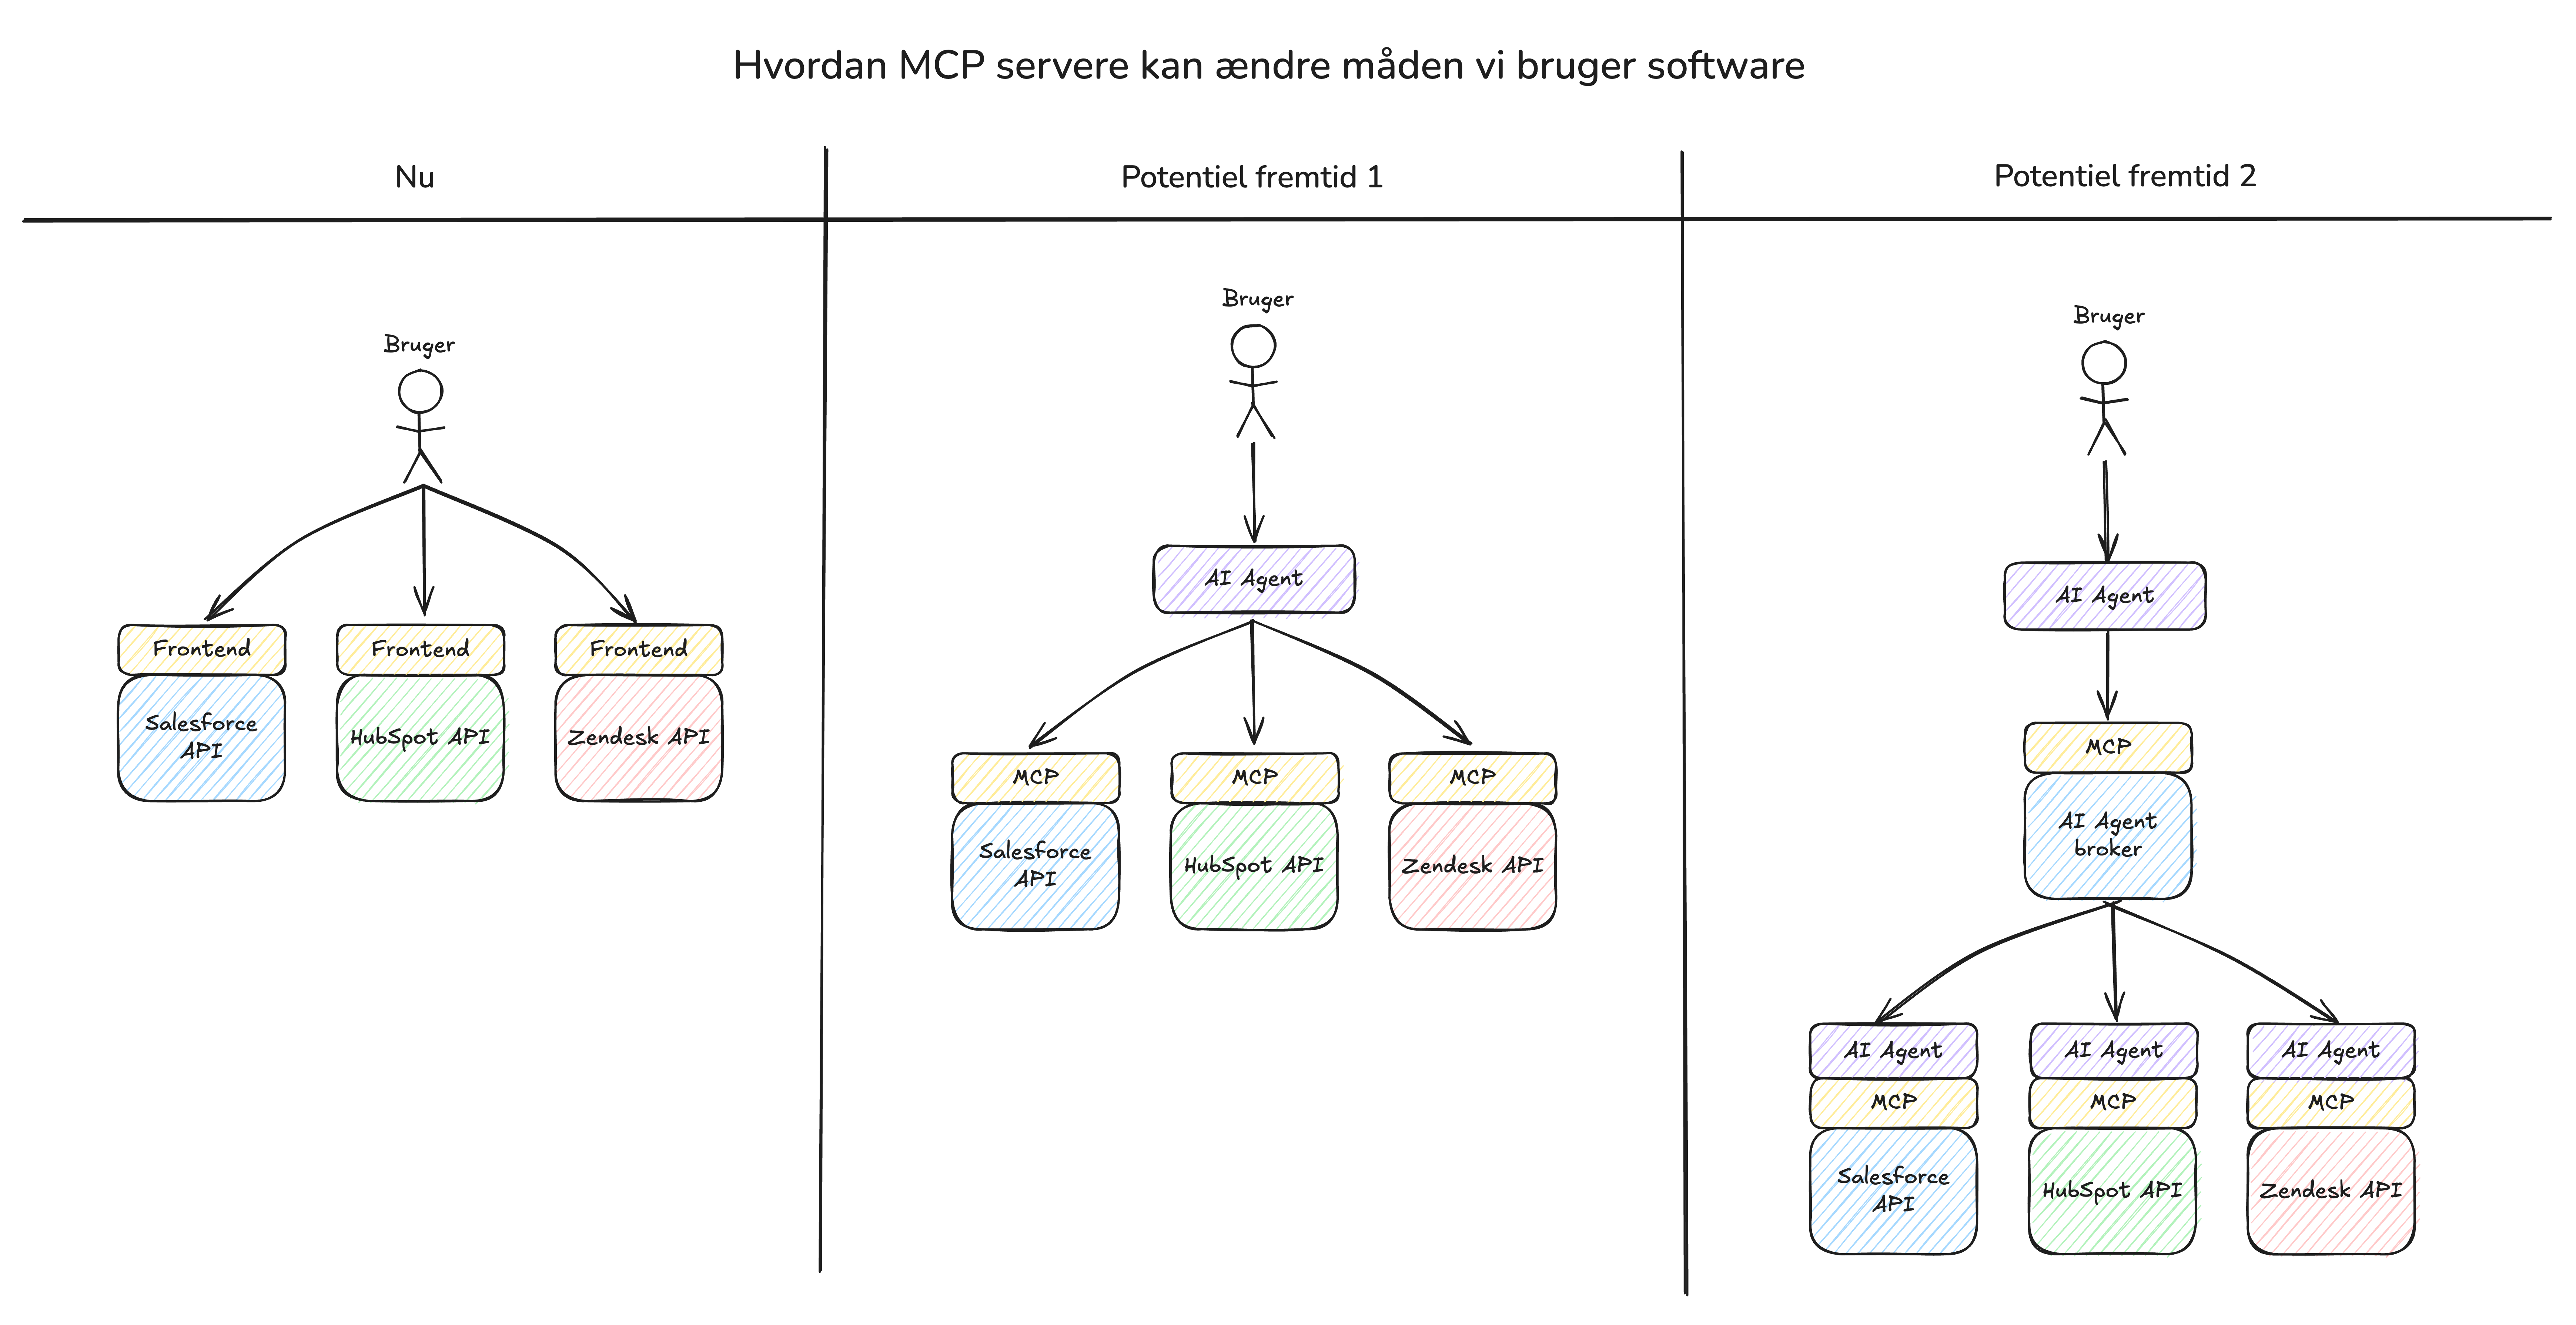 Hvordan MCP servere kan ændre måden vi bruger software
Nu
Potentiel fremtid 1
Potentiel fremtid 2
Bruger
Frontend
Frontend
Frontend
Salesforce
API
HubSpot API
Zendesk API
Bruger
AI Agent
MCP
MCP
MCP
Salesforce
API
HubSpot API
Zendesk API
Bruger
AI Agent
MCP
AI Agent
broker
AI Agent
AI Agent
AI Agent
MCP
MCP
MCP
Salesforce
API
HubSpot API
Zendesk API